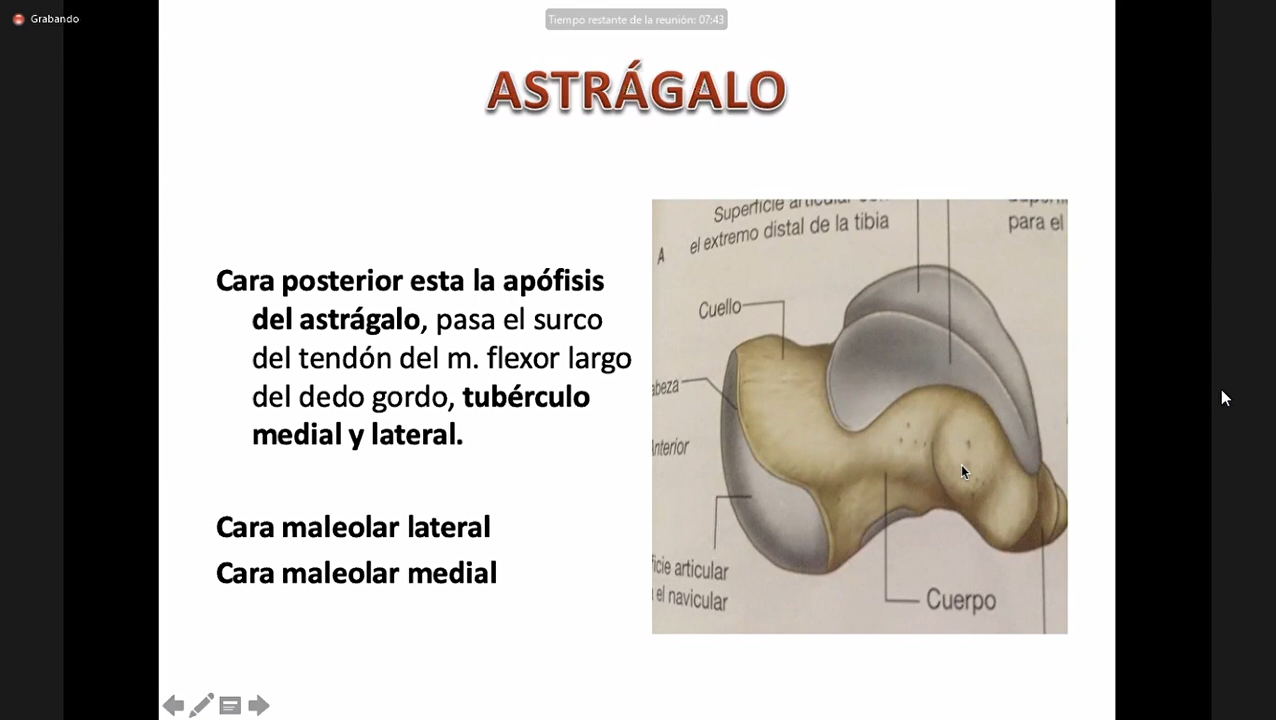 Grabando
Tiempo restante de la reunión: 07:43
ASTRÁGALO
Cara posterior esta la apófisis
del astrágalo, pasa el surco
del tendón del m. flexor largo
del dedo gordo, tubérculo
medial y lateral.
Cara maleolar lateral
Cara maleolar medial
Superficie
el extremo distal de la tibia
para el
A
Cuello
abeza
Anterior
ficie articular
el navicular
Cuerpo